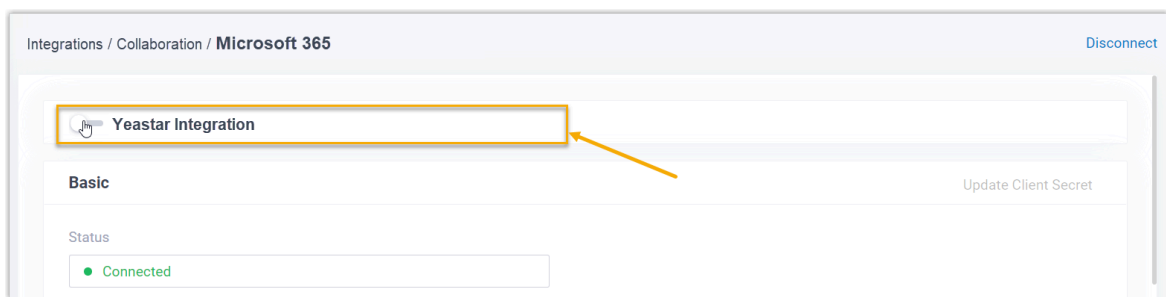 Integrations / Collaboration / Microsoft 365
Disconnect
Yeastar Integration
Basic
Update Client Secret
Status
Connected